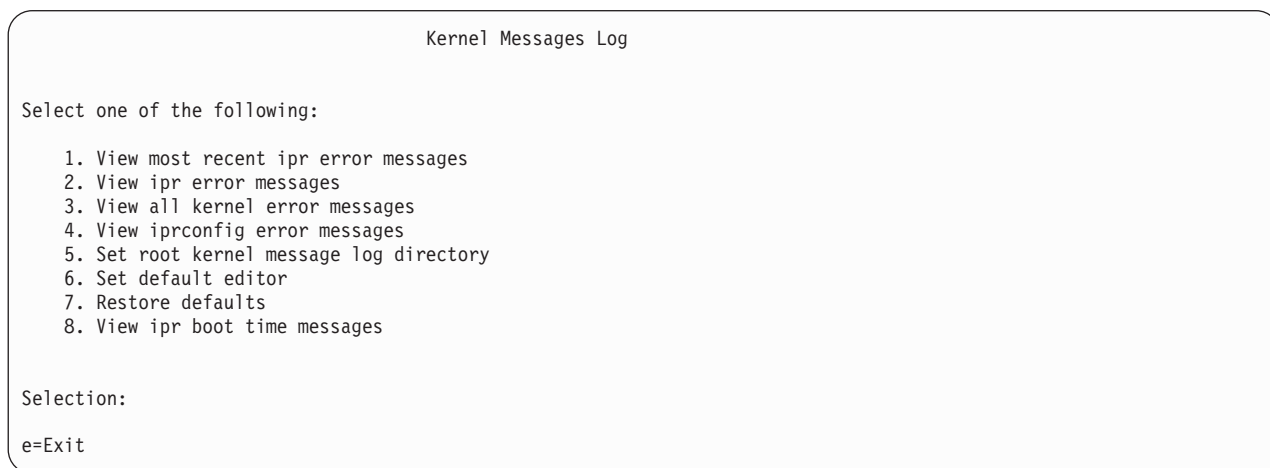 Kernel Messages Log
Select one of the following:
1. View most recent ipr error messages
2. View ipr error messages
3. View all kernel error messages
4. View iprconfig error messages
5. Set root kernel message log directory
6. Set default editor
7. Restore defaults
8. View ipr boot time messages
Selection:
e=Exit